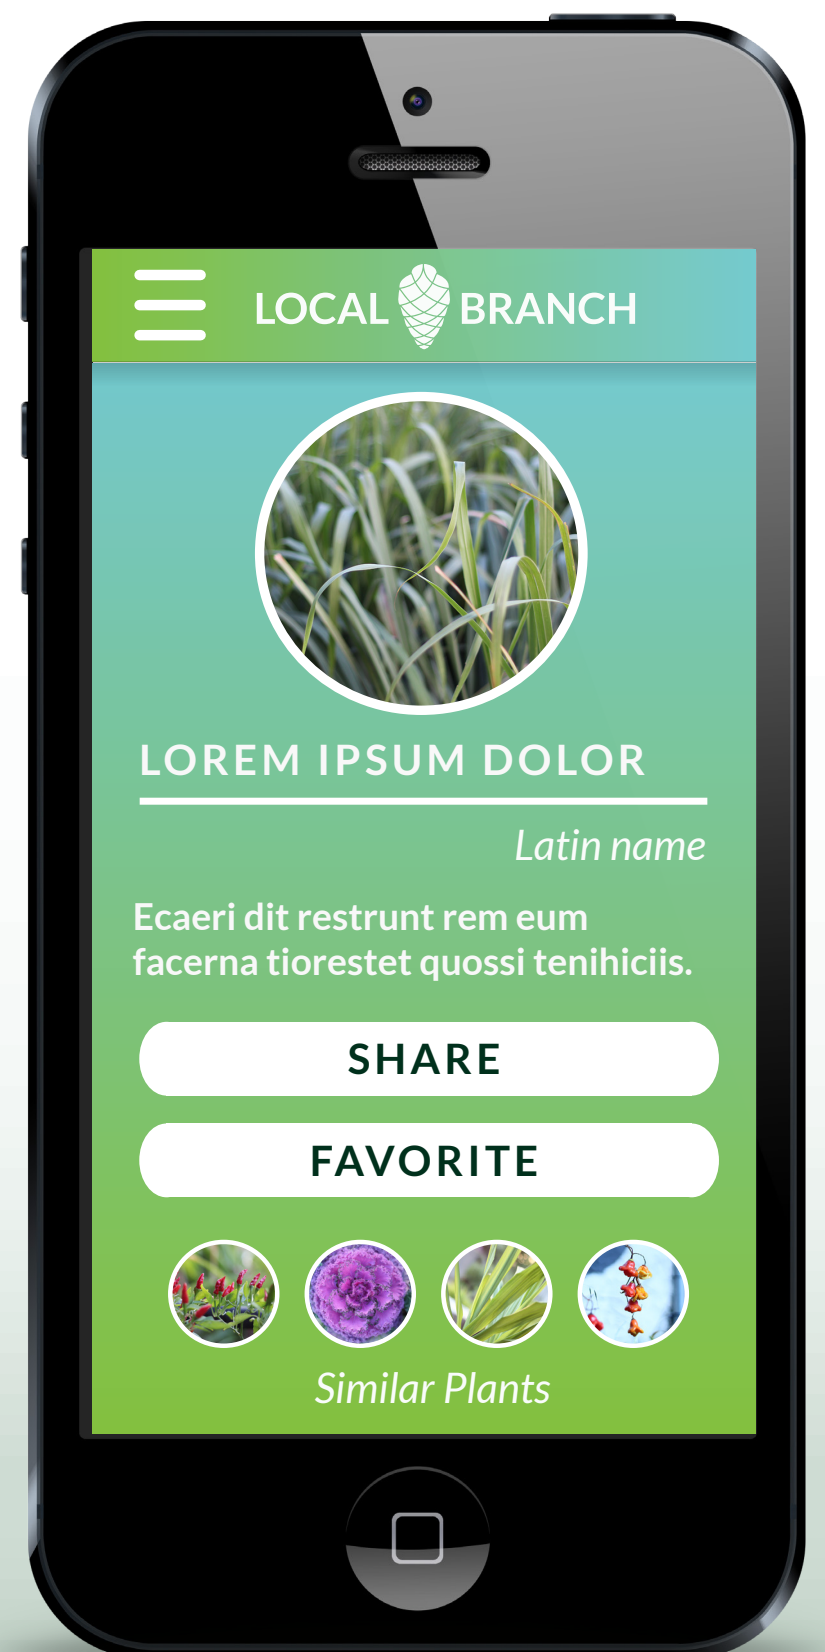 LOCAL BRANCH
LOREM IPSUM DOLOR
Latin name
Ecaeri dit restrunt rem eum
facerna tiorestet quossi tenihiciis.
SHARE
FAVORITE
Similar Plants